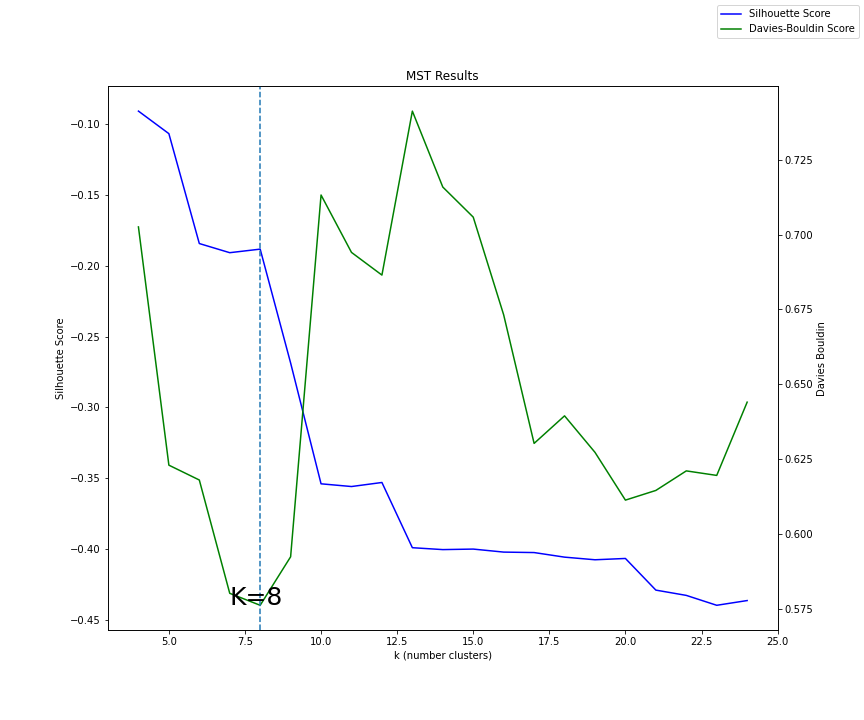 Silhouette Score
Davies-Bouldin Score
MST Results
−0.10
−0.15
−0.20
−0.25
−0.30
−0.35
−0.40
−0.45
Silhouette Score
0.725
0.700
0.675
0.650
0.625
0.600
0.575
Davies Bouldin
K=8
5.0 7.5 10.0 12.5 15.0 17.5 20.0 22.5 25.0
k (number clusters)